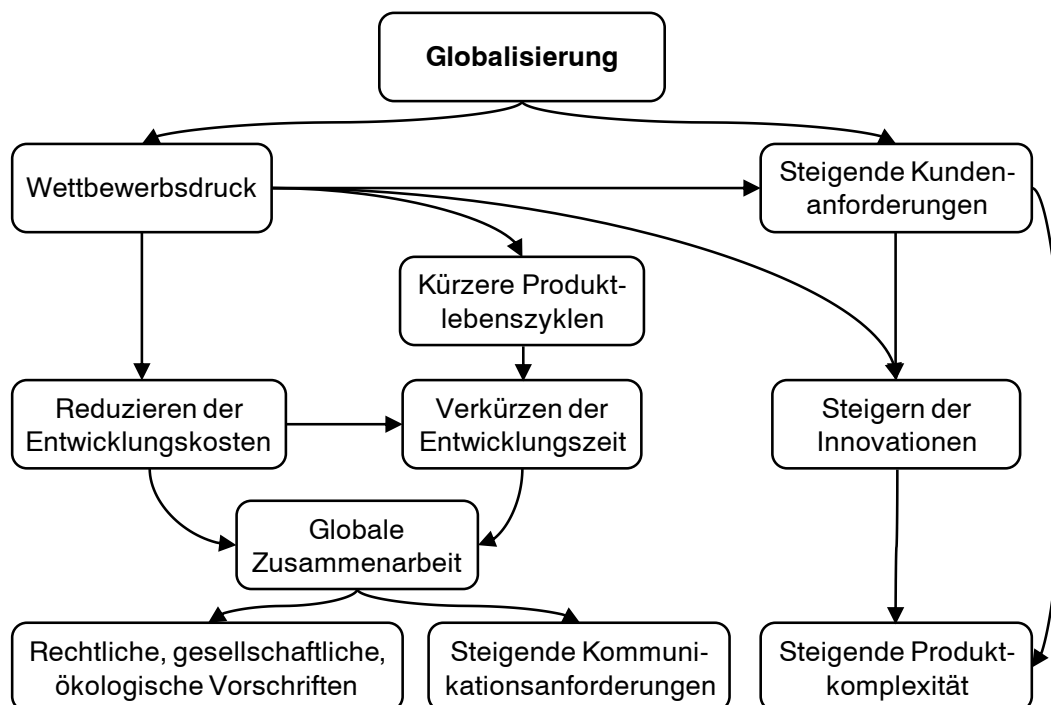 Globalisierung
Wettbewerbsdruck
Steigende Kunden-
anforderungen
Kürzere Produkt-
lebenszyklen
Reduzieren der
Entwicklungskosten
Verkürzen der
Entwicklungszeit
Steigern der
Innovationen
Globale
Zusammenarbeit
Rechtliche, gesellschaftliche,
ökologische Vorschriften
Steigende Kommuni-
kationsanforderungen
Steigende Produkt-
komplexität